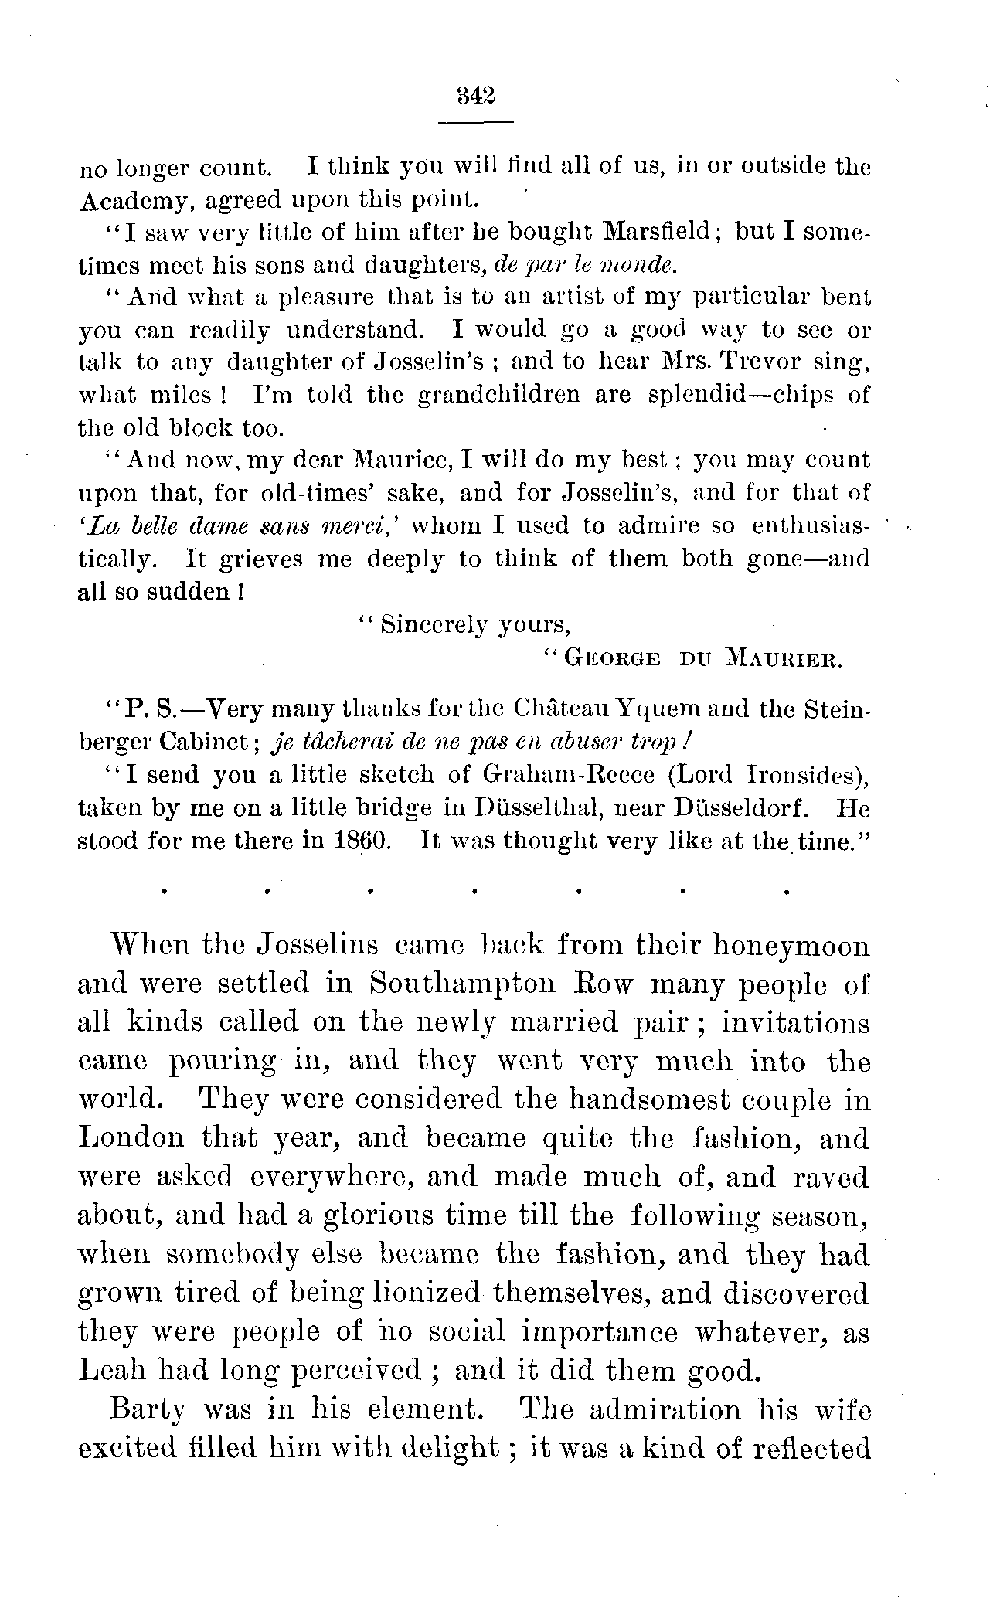 342
no longer count. I think you will find all of us, in or outside the
Academy, agreed upon this point.
"I saw very little of him after he bought Marsfield; but I some-
times meet his sons and daughters, de par le monde.
"And what a pleasure that is to an artist of my particular bent
you can readily understand. I would go a good way to see or
talk to any daughter of Josselin's; and to hear Mrs. Trevor sing,
what miles! I'm told the grandchildren are splendid—chips of
the old block too.
"And now, my dear Maurice, I will do my best; you may count
upon that, for old-times' sake, and for Josselin's, and for that of
'La belle dame sans merci,' whom I used to admire so enthusias-
tically. It grieves me deeply to think of them both gone—and
all so sudden!
"Sincerely yours,
"GEORGE DU MAURIER.
"P. S.—Very many thanks for the Château Yquem and the Stein-
berger Cabinet; je tâcherai de ne pas en abuser trop!
"I send you a little sketch of Graham-Reece (Lord Ironsides),
taken by me on a little bridge in Düsselthal, near Düsseldorf. He
stood for me there in 1860. It was thought very like at the time."
. . . . . . .
When the Josselins came back from their honeymoon
and were settled in Southampton Row many people of
all kinds called on the newly married pair; invitations
came pouring in, and they went very much into the
world. They were considered the handsomest couple in
London that year, and became quite the fashion, and
were asked everywhere, and made much of, and raved
about, and had a glorious time till the following season,
when somebody else became the fashion, and they had
grown tired of being lionized themselves, and discovered
they were people of no social importance whatever, as
Leah had long perceived; and it did them good.
Barty was in his element. The admiration his wife
excited filled him with delight; it was a kind of reflected